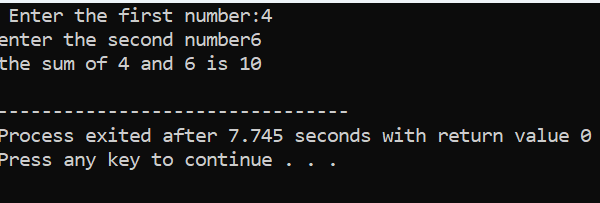 Enter the first number:4
enter the second number6
the sum of 4 and 6 is 10
--------------------------------
Process exited after 7.745 seconds with return value 0
Press any key to continue . . .